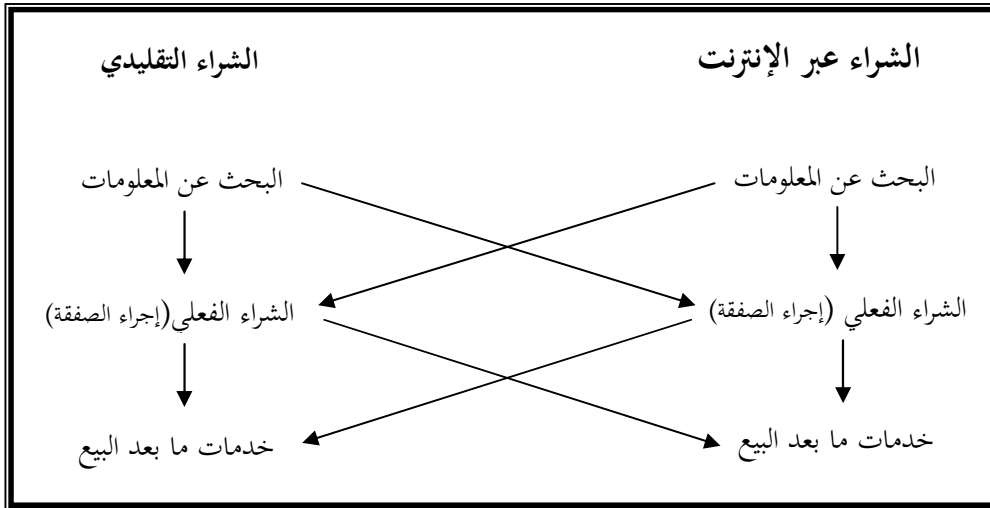 الشراء عبر الإنترنت
الشراء التقليدي
البحث عن المعلومات
البحث عن المعلومات
الشراء الفعلي (إجراء الصفقة)
الشراء الفعلي(إجراء الصفقة)
خدمات ما بعد البيع
خدمات ما بعد البيع